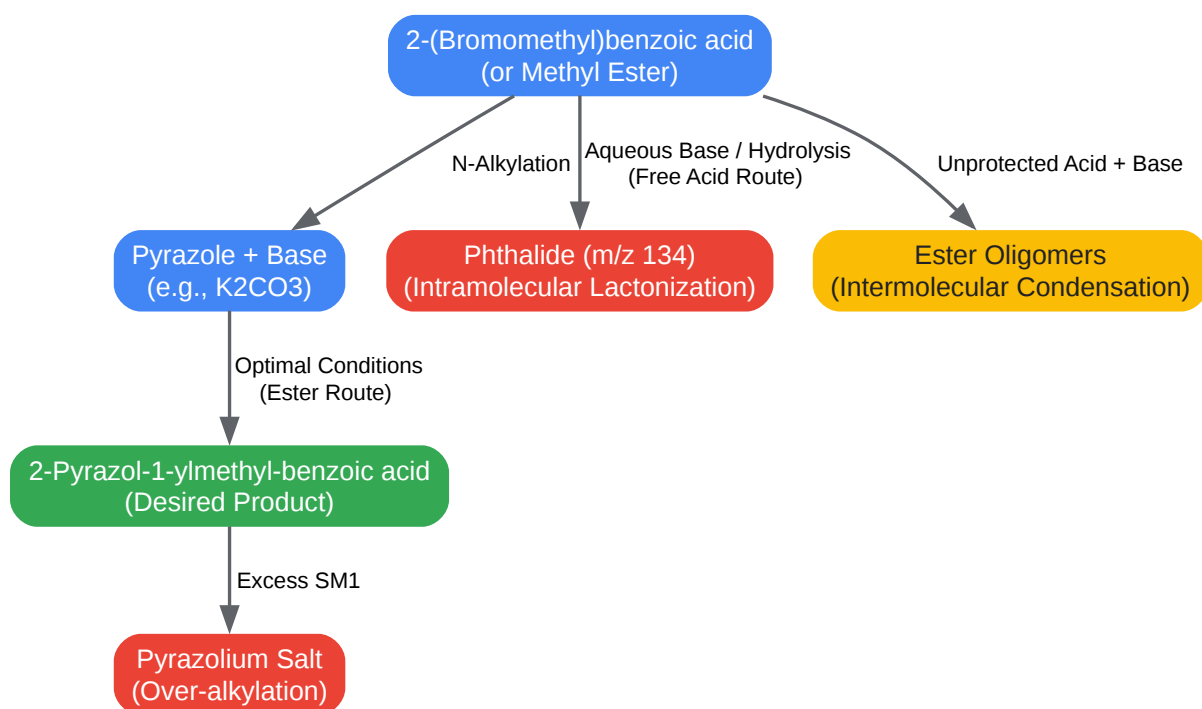 2-(Bromomethyl)benzoic acid
(or Methyl Ester)
N-Alkylation
Aqueous Base / Hydrolysis
(Free Acid Route)
Unprotected Acid + Base
Pyrazole + Base
(e.g., K2CO3)
Phthalide (m/z 134)
(Intramolecular Lactonization)
Ester Oligomers
(Intermolecular Condensation)
Optimal Conditions
(Ester Route)
2-Pyrazol-1-ylmethyl-benzoic acid
(Desired Product)
Excess SM1
Pyrazolium Salt
(Over-alkylation)